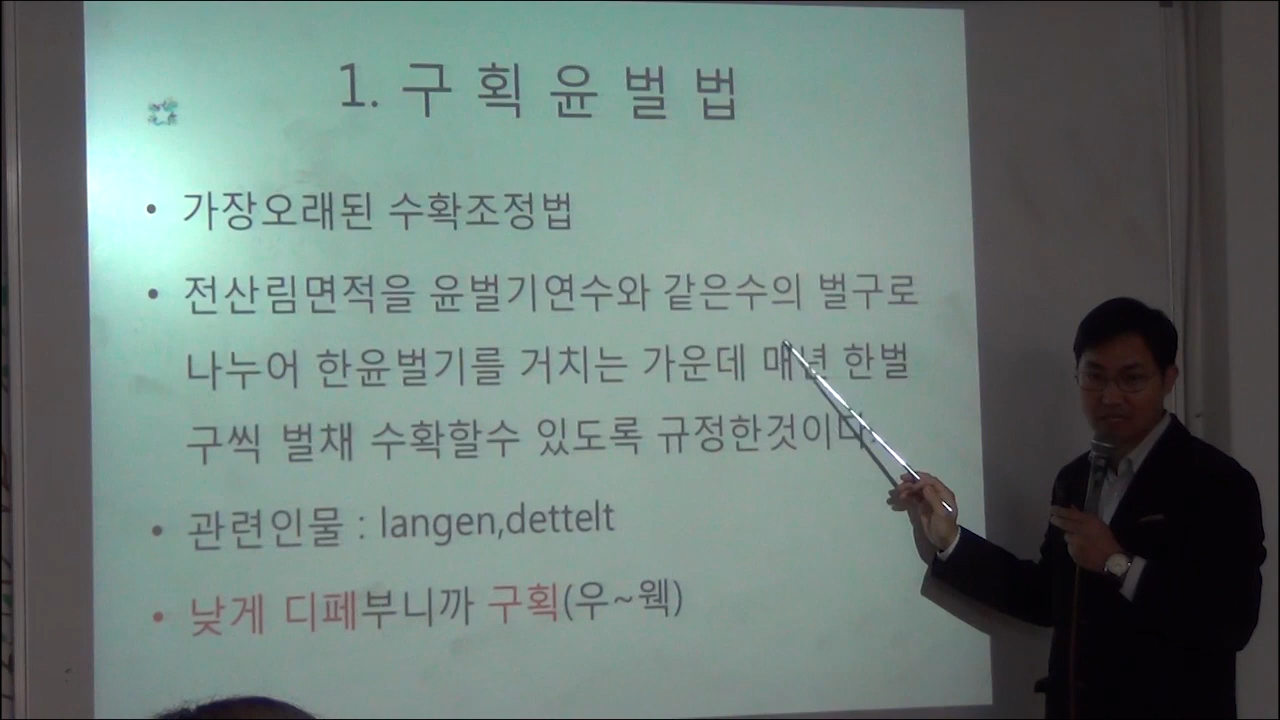 1. 구 획 윤 벌 법
• 가장오래된 수확조정법
• 전산림면적을 윤벌기연수와 같은수의 벌구로
나누어 한윤벌기를 거치는 가운데 매년 한벌
구씩 벌채 수확할수 있도록 규정한것이다.
• 관련인물 : langen,dettelt
• 낮게 디페부니까 구획(우~웩)